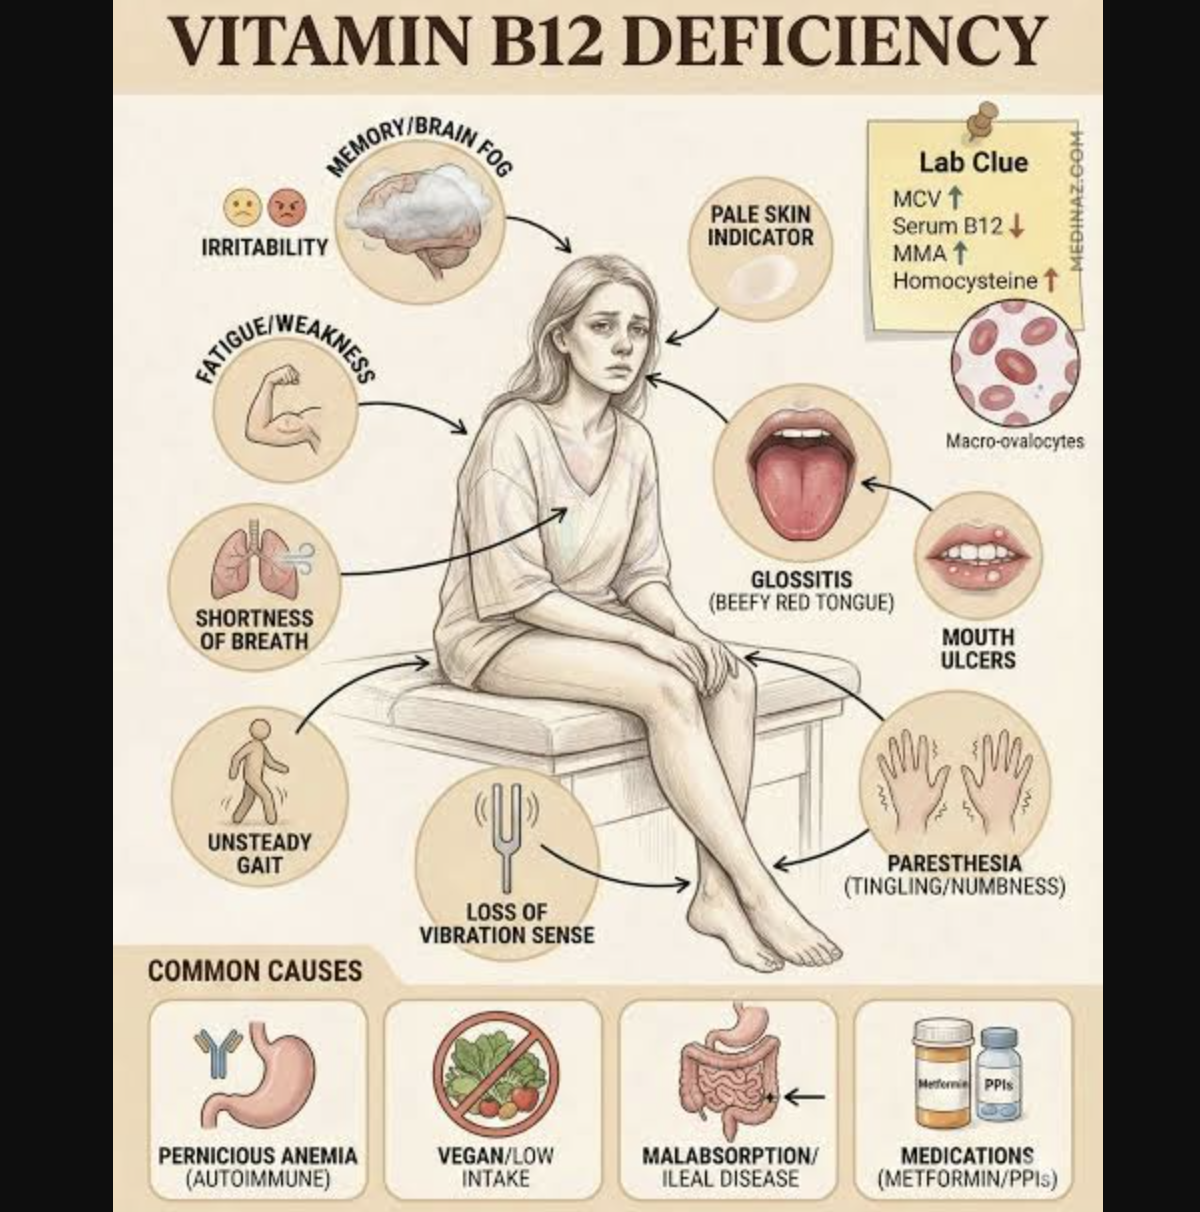 VITAMIN B12 DEFICIENCY
MEMORY/BRAIN FOG
IRRITABILITY
PALE SKIN
INDICATOR
Lab Clue
MCV ↑
Serum B12 ↓
MMA ↑
Homocysteine ↑
MEDINAZ.COM
Macro-ovalocytes
FATIGUE/WEAKNESS
GLOSSITIS
(BEEFY RED TONGUE)
MOUTH
ULCERS
SHORTNESS
OF BREATH
UNSTEADY
GAIT
LOSS OF
VIBRATION SENSE
PARESTHESIA
(TINGLING/NUMBNESS)
COMMON CAUSES
PERNICIOUS ANEMIA
(AUTOIMMUNE)
VEGAN/LOW
INTAKE
MALABSORPTION/
ILEAL DISEASE
Metformin
PPIs
MEDICATIONS
(METFORMIN/PPIs)